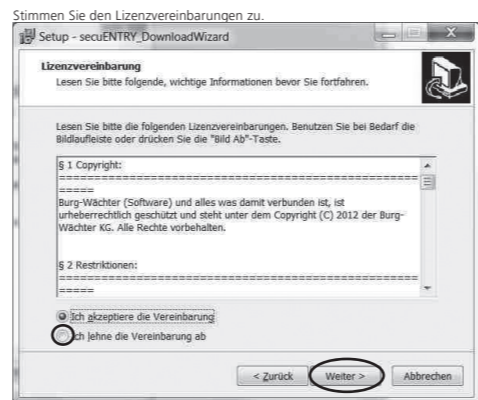 Stimmen Sie den Lizenzvereinbarungen zu.
Setup - secuENTRY_DownloadWizard
Lizenzvereinbarung
Lesen Sie bitte folgende, wichtige Informationen bevor Sie fortfahren.
Lesen Sie bitte die folgenden Lizenzvereinbarungen. Benutzen Sie bei Bedarf die
Bildlaufleiste oder drücken Sie die "Bild Ab"-Taste.
§ 1 Copyright:
=====================================================
=====
Burg-Wächter (Software) und alles was damit verbunden ist, ist
urheberrechtlich geschützt und steht unter dem Copyright (C) 2012 der Burg-
Wächter KG. Alle Rechte vorbehalten.
§ 2 Restriktionen:
=====================================================
=====
Ich akzeptiere die Vereinbarung
Ich lehne die Vereinbarung ab
< Zurück Weiter > Abbrechen